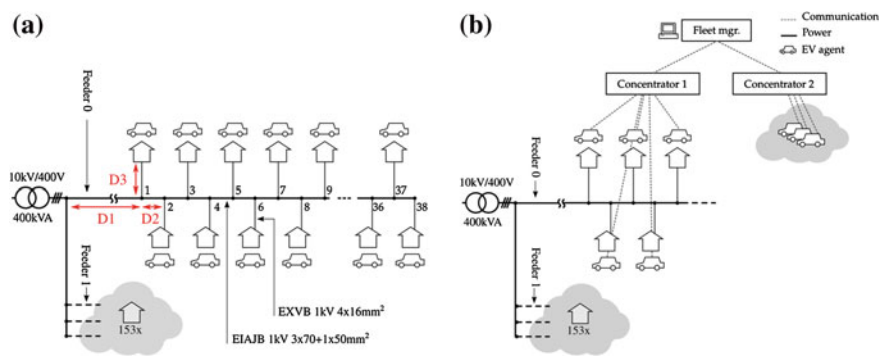 (a)
Feeder 0
10kV/400V
400kVA
D3
D1
D2
1
3
5
7
9
37
2
4
6
8
36
38
Feeder 1
153x
EXVB 1kV 4x16mm²
EIAJB 1kV 3x70+1x50mm²
(b)
Fleet mgr.
Communication
Power
EV agent
Concentrator 1
Concentrator 2
Feeder 0
10kV/400V
400kVA
Feeder 1
153x